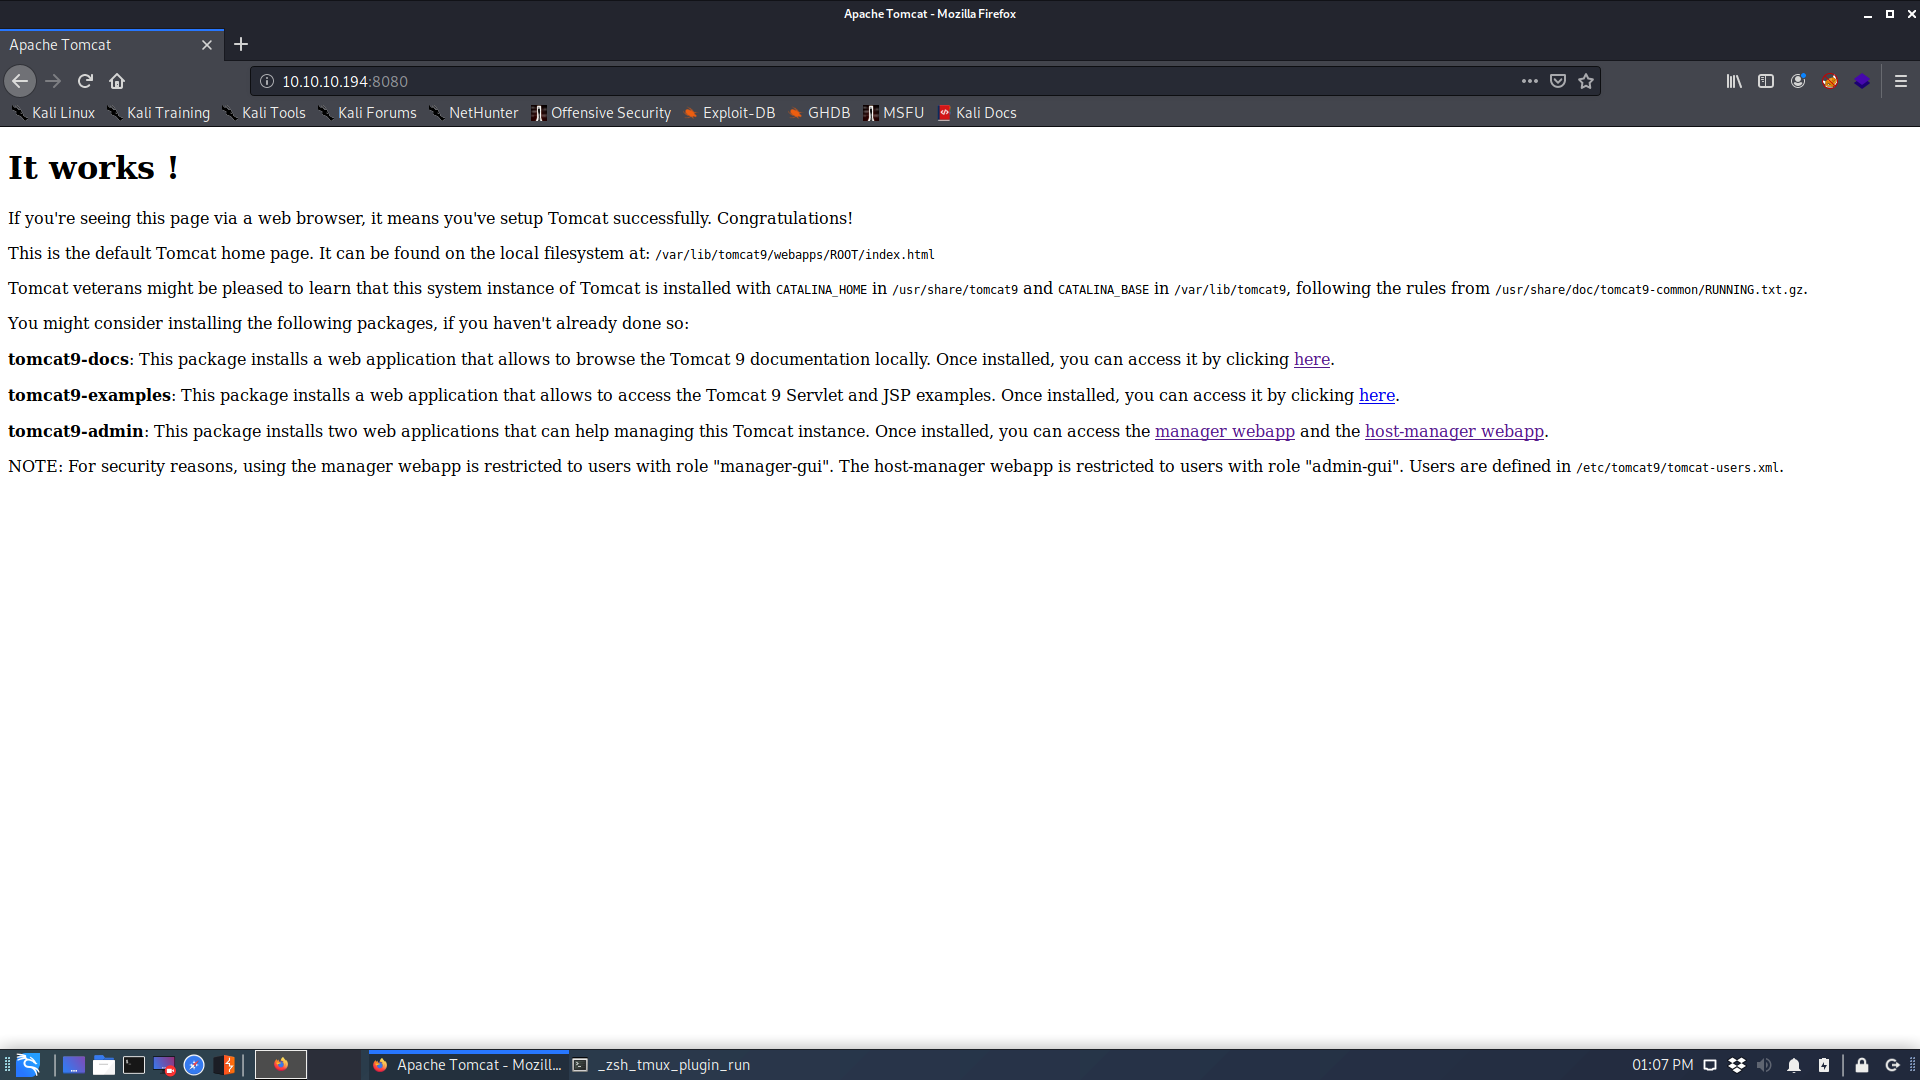 Apache Tomcat - Mozilla Firefox
Apache Tomcat
10.10.10.194:8080
Kali Linux Kali Training Kali Tools Kali Forums NetHunter Offensive Security Exploit-DB GHDB MSFU Kali Docs
It works !
If you're seeing this page via a web browser, it means you've setup Tomcat successfully. Congratulations!
This is the default Tomcat home page. It can be found on the local filesystem at: /var/lib/tomcat9/webapps/ROOT/index.html
Tomcat veterans might be pleased to learn that this system instance of Tomcat is installed with CATALINA_HOME in /usr/share/tomcat9 and CATALINA_BASE in /var/lib/tomcat9, following the rules from /usr/share/doc/tomcat9-common/RUNNING.txt.gz.
You might consider installing the following packages, if you haven't already done so:
tomcat9-docs: This package installs a web application that allows to browse the Tomcat 9 documentation locally. Once installed, you can access it by clicking here.
tomcat9-examples: This package installs a web application that allows to access the Tomcat 9 Servlet and JSP examples. Once installed, you can access it by clicking here.
tomcat9-admin: This package installs two web applications that can help managing this Tomcat instance. Once installed, you can access the manager webapp and the host-manager webapp.
NOTE: For security reasons, using the manager webapp is restricted to users with role "manager-gui". The host-manager webapp is restricted to users with role "admin-gui". Users are defined in /etc/tomcat9/tomcat-users.xml.
Apache Tomcat - Mozill... _zsh_tmux_plugin_run 01:07 PM